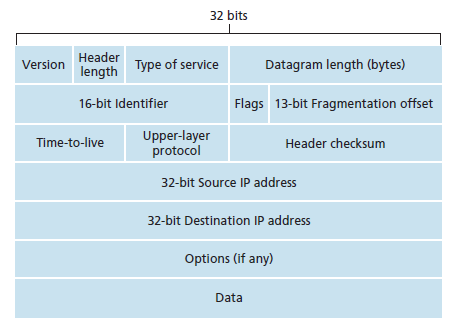 32 bits
Version
Header
length
Type of service
Datagram length (bytes)
16-bit Identifier
Flags
13-bit Fragmentation offset
Time-to-live
Upper-layer
protocol
Header checksum
32-bit Source IP address
32-bit Destination IP address
Options (if any)
Data